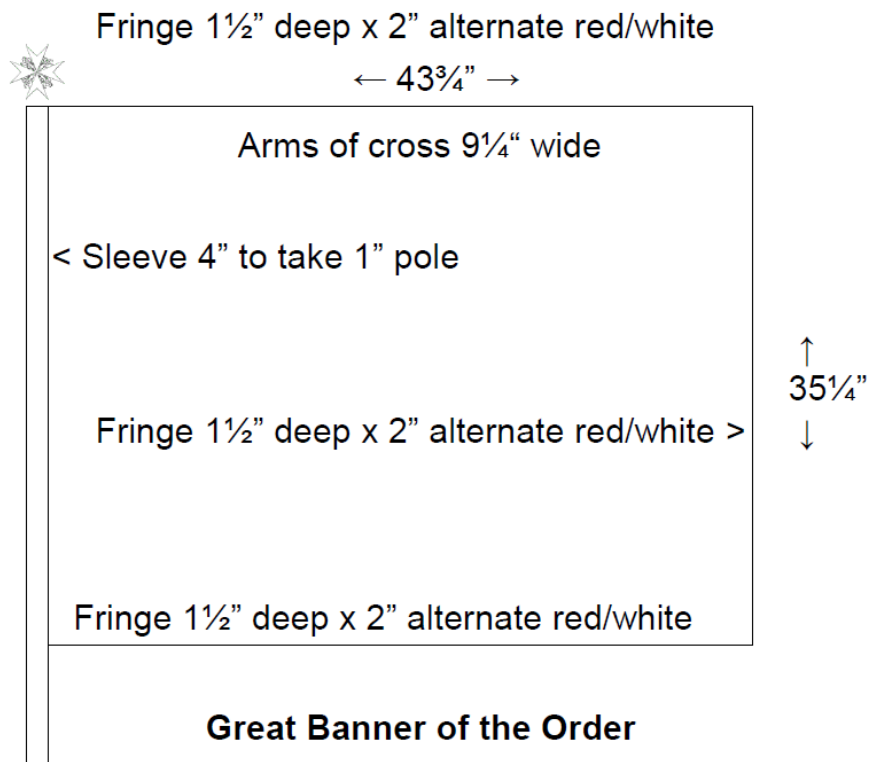 Fringe 1½” deep x 2” alternate red/white
← 43¾” →
Arms of cross 9¼“ wide
< Sleeve 4” to take 1” pole
↑
35¼”
Fringe 1½” deep x 2” alternate red/white >
↓
Fringe 1½” deep x 2” alternate red/white
Great Banner of the Order